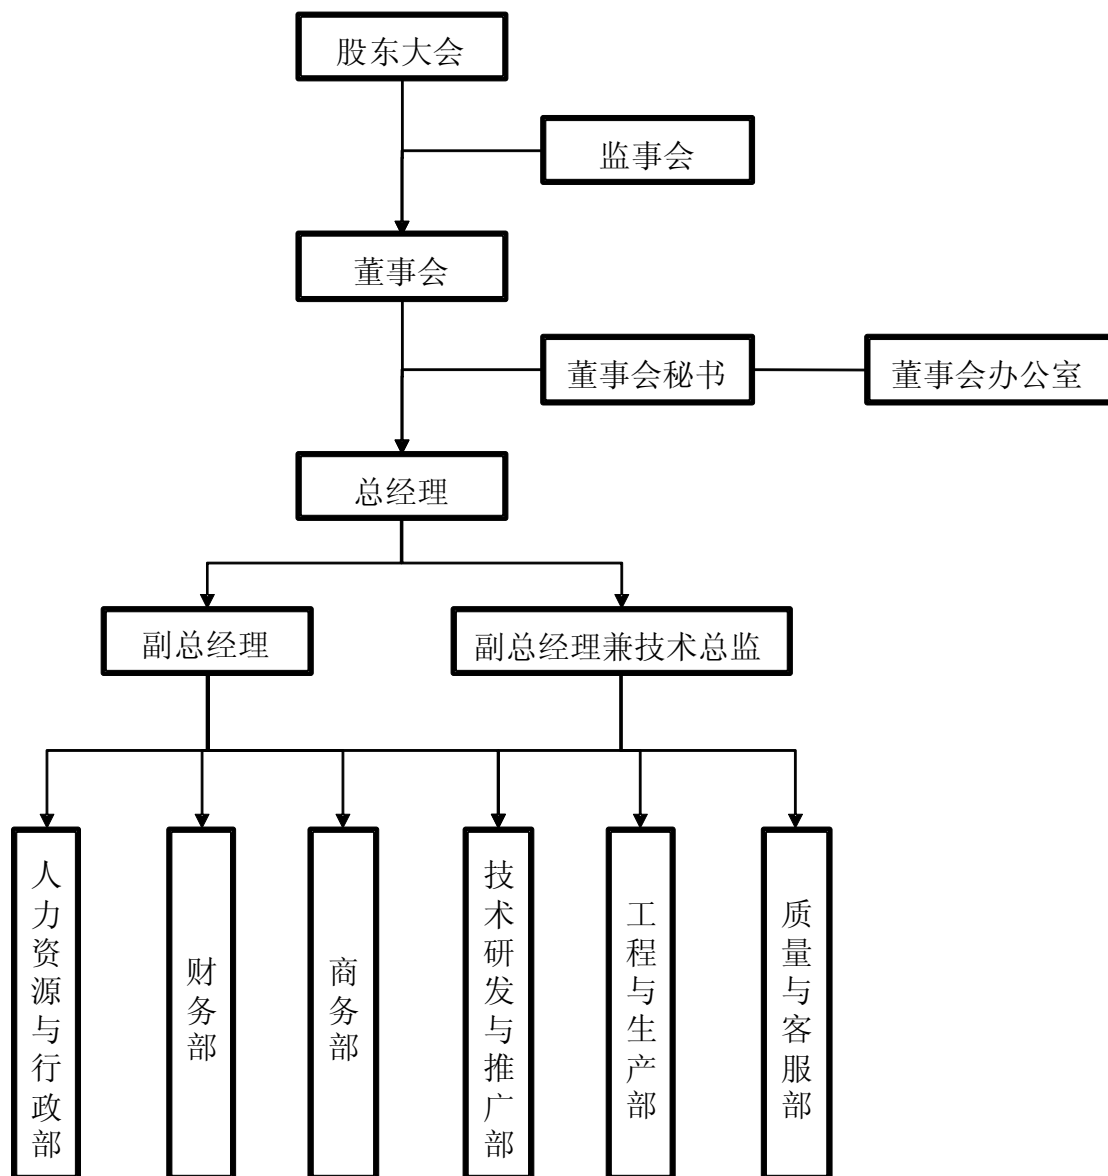 股东大会
监事会
董事会
董事会秘书
董事会办公室
总经理
副总经理
副总经理兼技术总监
人力资源与行政部
财务部
商务部
技术研发与推广部
工程与生产部
质量与客服部